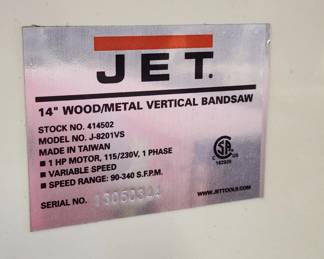 JET.
14" WOOD/METAL VERTICAL BANDSAW
STOCK NO. 414502
MODEL NO. J-8201VS
MADE IN TAIWAN
■ 1 HP MOTOR, 115/230V, 1 PHASE
■ VARIABLE SPEED
■ SPEED RANGE: 90-340 S.F.P.M.
SERIAL NO.
C US
WWW.JETTOOLS.COM